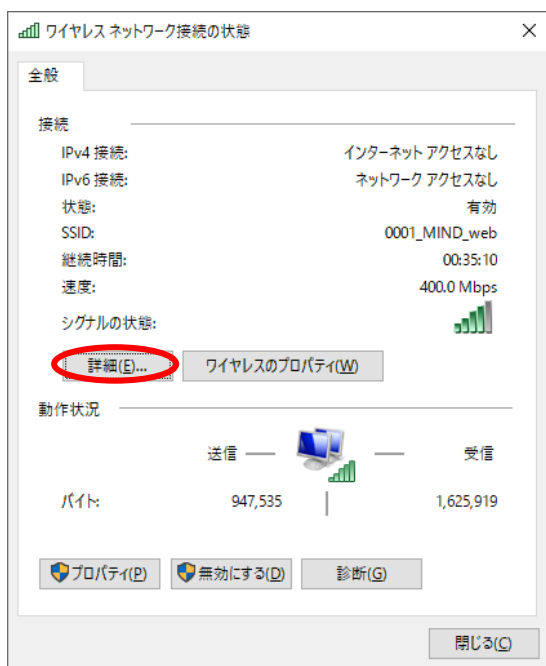 ワイヤレス ネットワーク接続の状態
全般
接続
IPv4 接続: インターネット アクセスなし
IPv6 接続: ネットワーク アクセスなし
状態: 有効
SSID: 0001_MIND_web
継続時間: 00:35:10
速度: 400.0 Mbps
シグナルの状態:
詳細(E)... ワイヤレスのプロパティ(W)
動作状況
送信 — — 受信
バイト: 947,535 1,625,919
プロパティ(P) 無効にする(D) 診断(G)
閉じる(C)